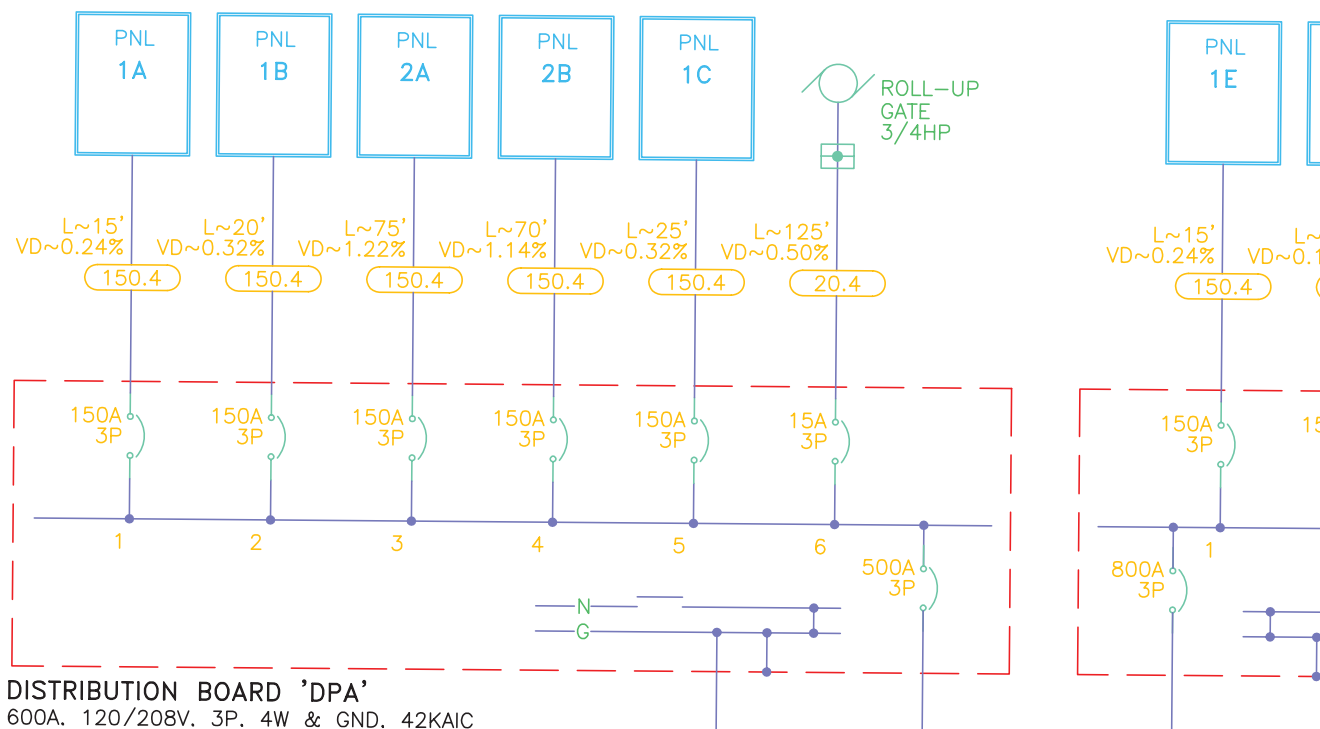 PNL
1A
PNL
1B
PNL
2A
PNL
2B
PNL
1C
ROLL-UP
GATE
3/4HP
PNL
1E
L~15'
VD~0.24%
150.4
L~20'
VD~0.32%
150.4
L~75'
VD~1.22%
150.4
L~70'
VD~1.14%
150.4
L~25'
VD~0.32%
150.4
L~125'
VD~0.50%
20.4
L~15'
VD~0.24%
150.4
L~
VD~0.1
150A
3P
150A
3P
150A
3P
150A
3P
150A
3P
15A
3P
150A
3P
15
1
2
3
4
5
6
1
500A
3P
800A
3P
N
G
DISTRIBUTION BOARD 'DPA'
600A. 120/208V. 3P. 4W & GND. 42KAIC